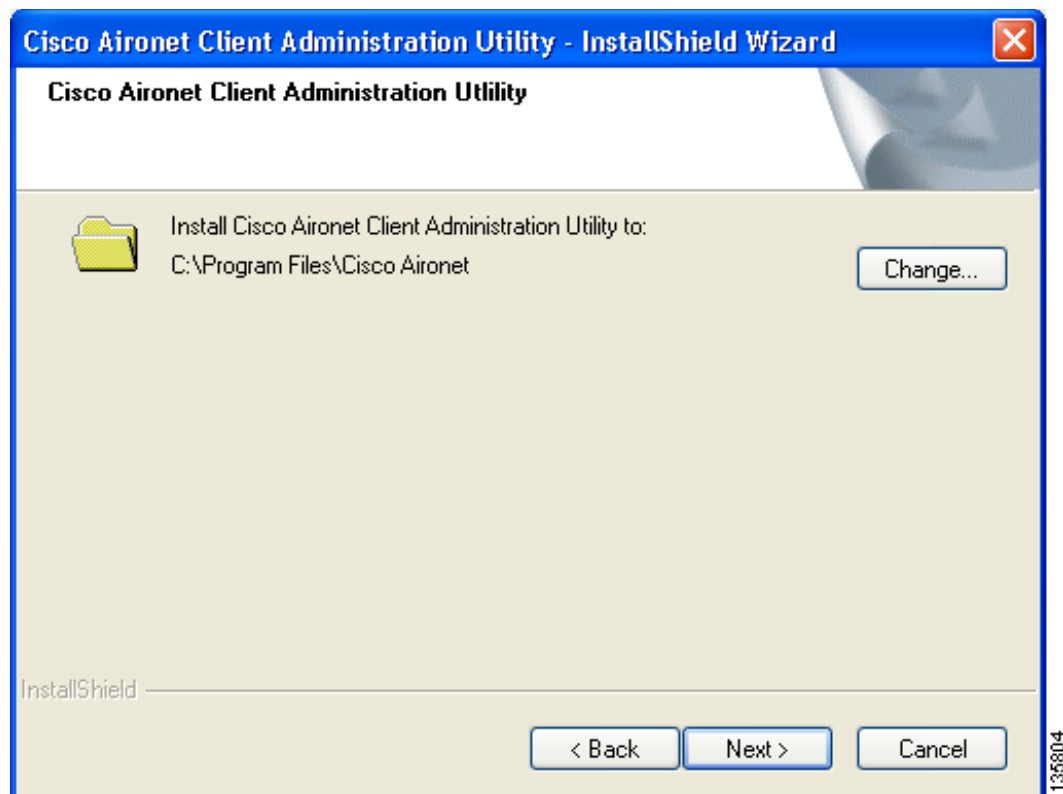 Cisco Aironet Client Administration Utility - InstallShield Wizard
Cisco Aironet Client Administration Utlility
Install Cisco Aironet Client Administration Utility to:
C:\Program Files\Cisco Aironet
Change...
InstallShield
< Back
Next >
Cancel
135804